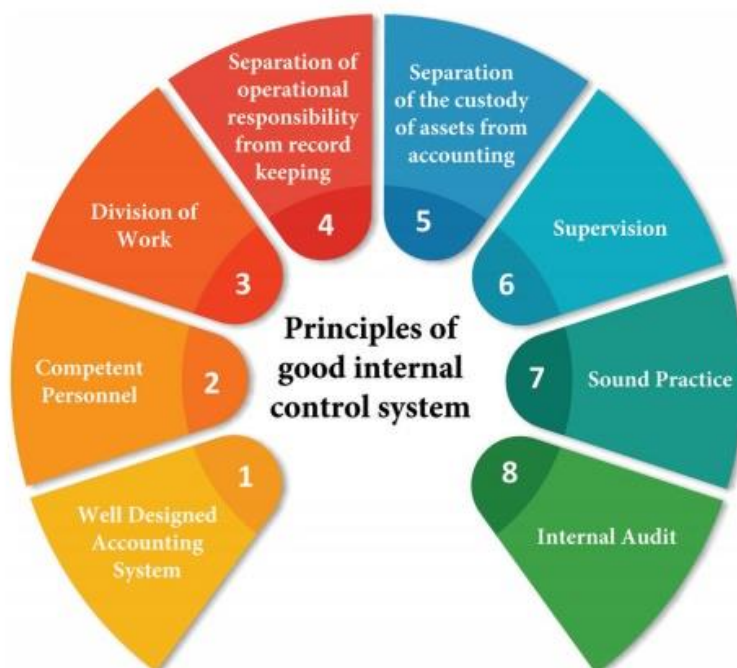 Principles of
good internal
control system
1
Well Designed
Accounting
System
2
Competent
Personnel
3
Division of
Work
4
Separation of
operational
responsibility
from record
keeping
5
Separation
of the custody
of assets from
accounting
6
Supervision
7
Sound Practice
8
Internal Audit